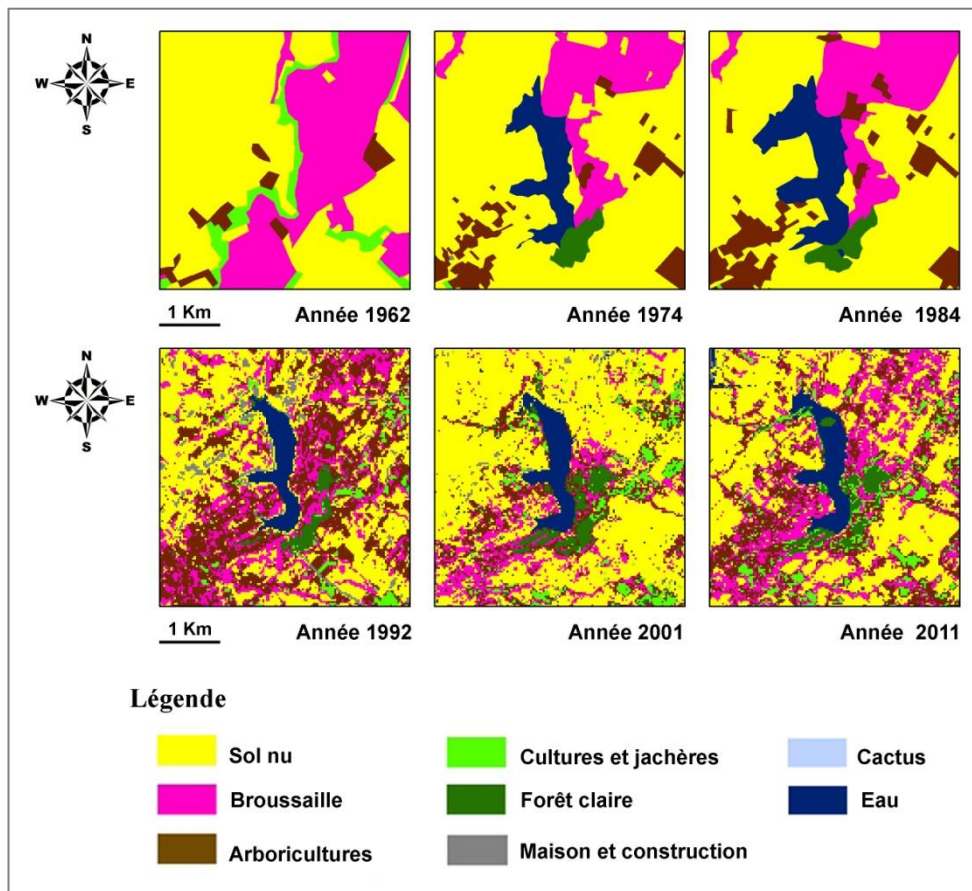 N
W E
S
1 Km Année 1962 Année 1974 Année 1984
N
W E
S
1 Km Année 1992 Année 2001 Année 2011
Légende
Sol nu Cultures et jachères Cactus
Broussaille Forêt claire Eau
Arboricultures Maison et construction